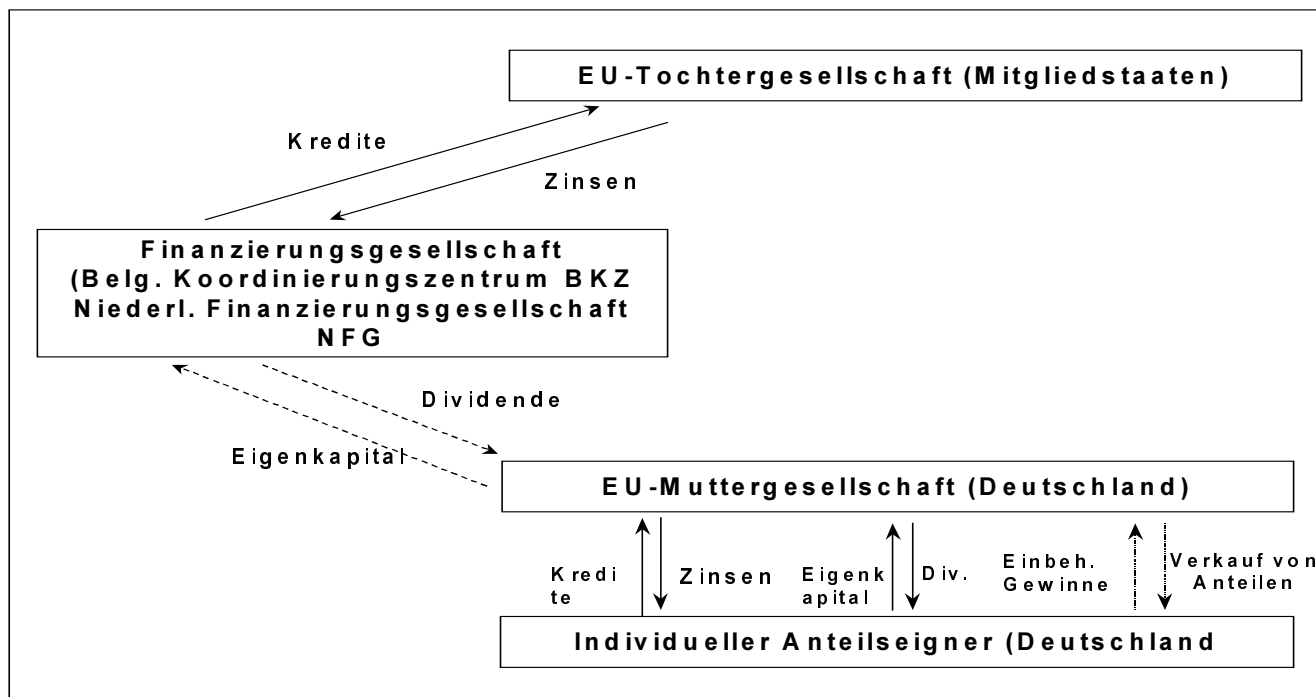 EU-Tochtergesellschaft (Mitgliedstaaten)
Kredite
Zinsen
Finanzierungsgesellschaft
(Belg. Koordinierungszentrum BKZ
Niederl. Finanzierungsgesellschaft
NFG
Dividende
Eigenkapital
EU-Muttergesellschaft (Deutschland)
Kredi
te
Zinsen
Eigenk
apital
Div.
Einbeh.
Gewinne
Verkauf von
Anteilen
Individueller Anteilseigner (Deutschland